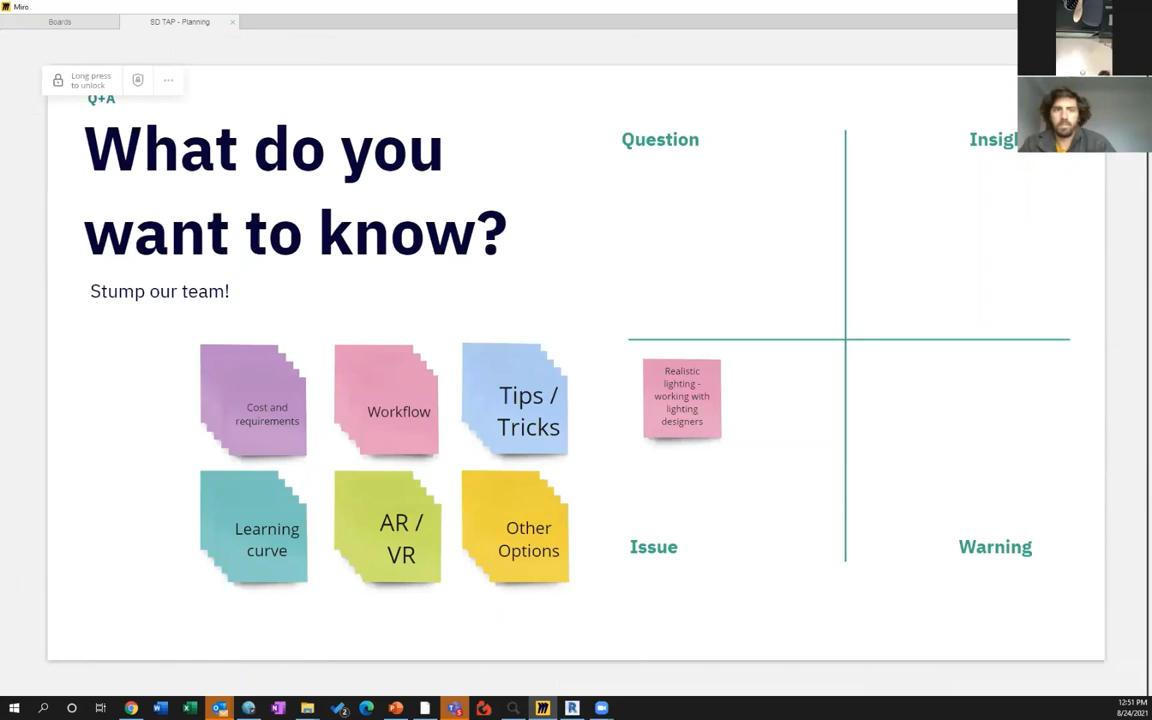 Miro
Boards
SD TAP - Planning
Long press
to unlock
Q+A
What do you
want to know?
Stump our team!
Question
Cost and
requirements
Workflow
Tips /
Tricks
Learning
curve
AR /
VR
Other
Options
Realistic
lighting -
working with
lighting
designers
Issue
Warning
12:51 PM
8/24/2021